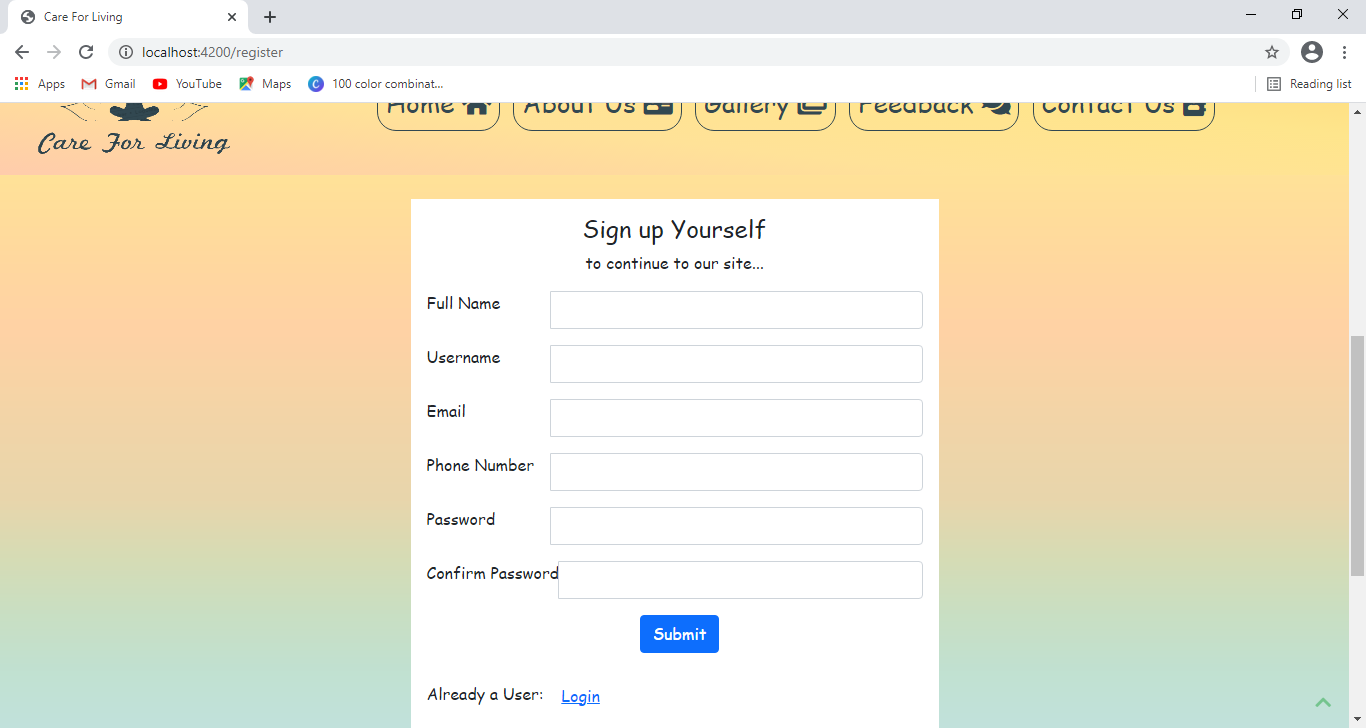 Care For Living
localhost:4200/register
Apps Gmail YouTube Maps 100 color combinat... Reading list
Home About Us Gallery Feedback Contact Us
Care For Living
Sign up Yourself
to continue to our site...
Full Name
Username
Email
Phone Number
Password
Confirm Password
Submit
Already a User: Login